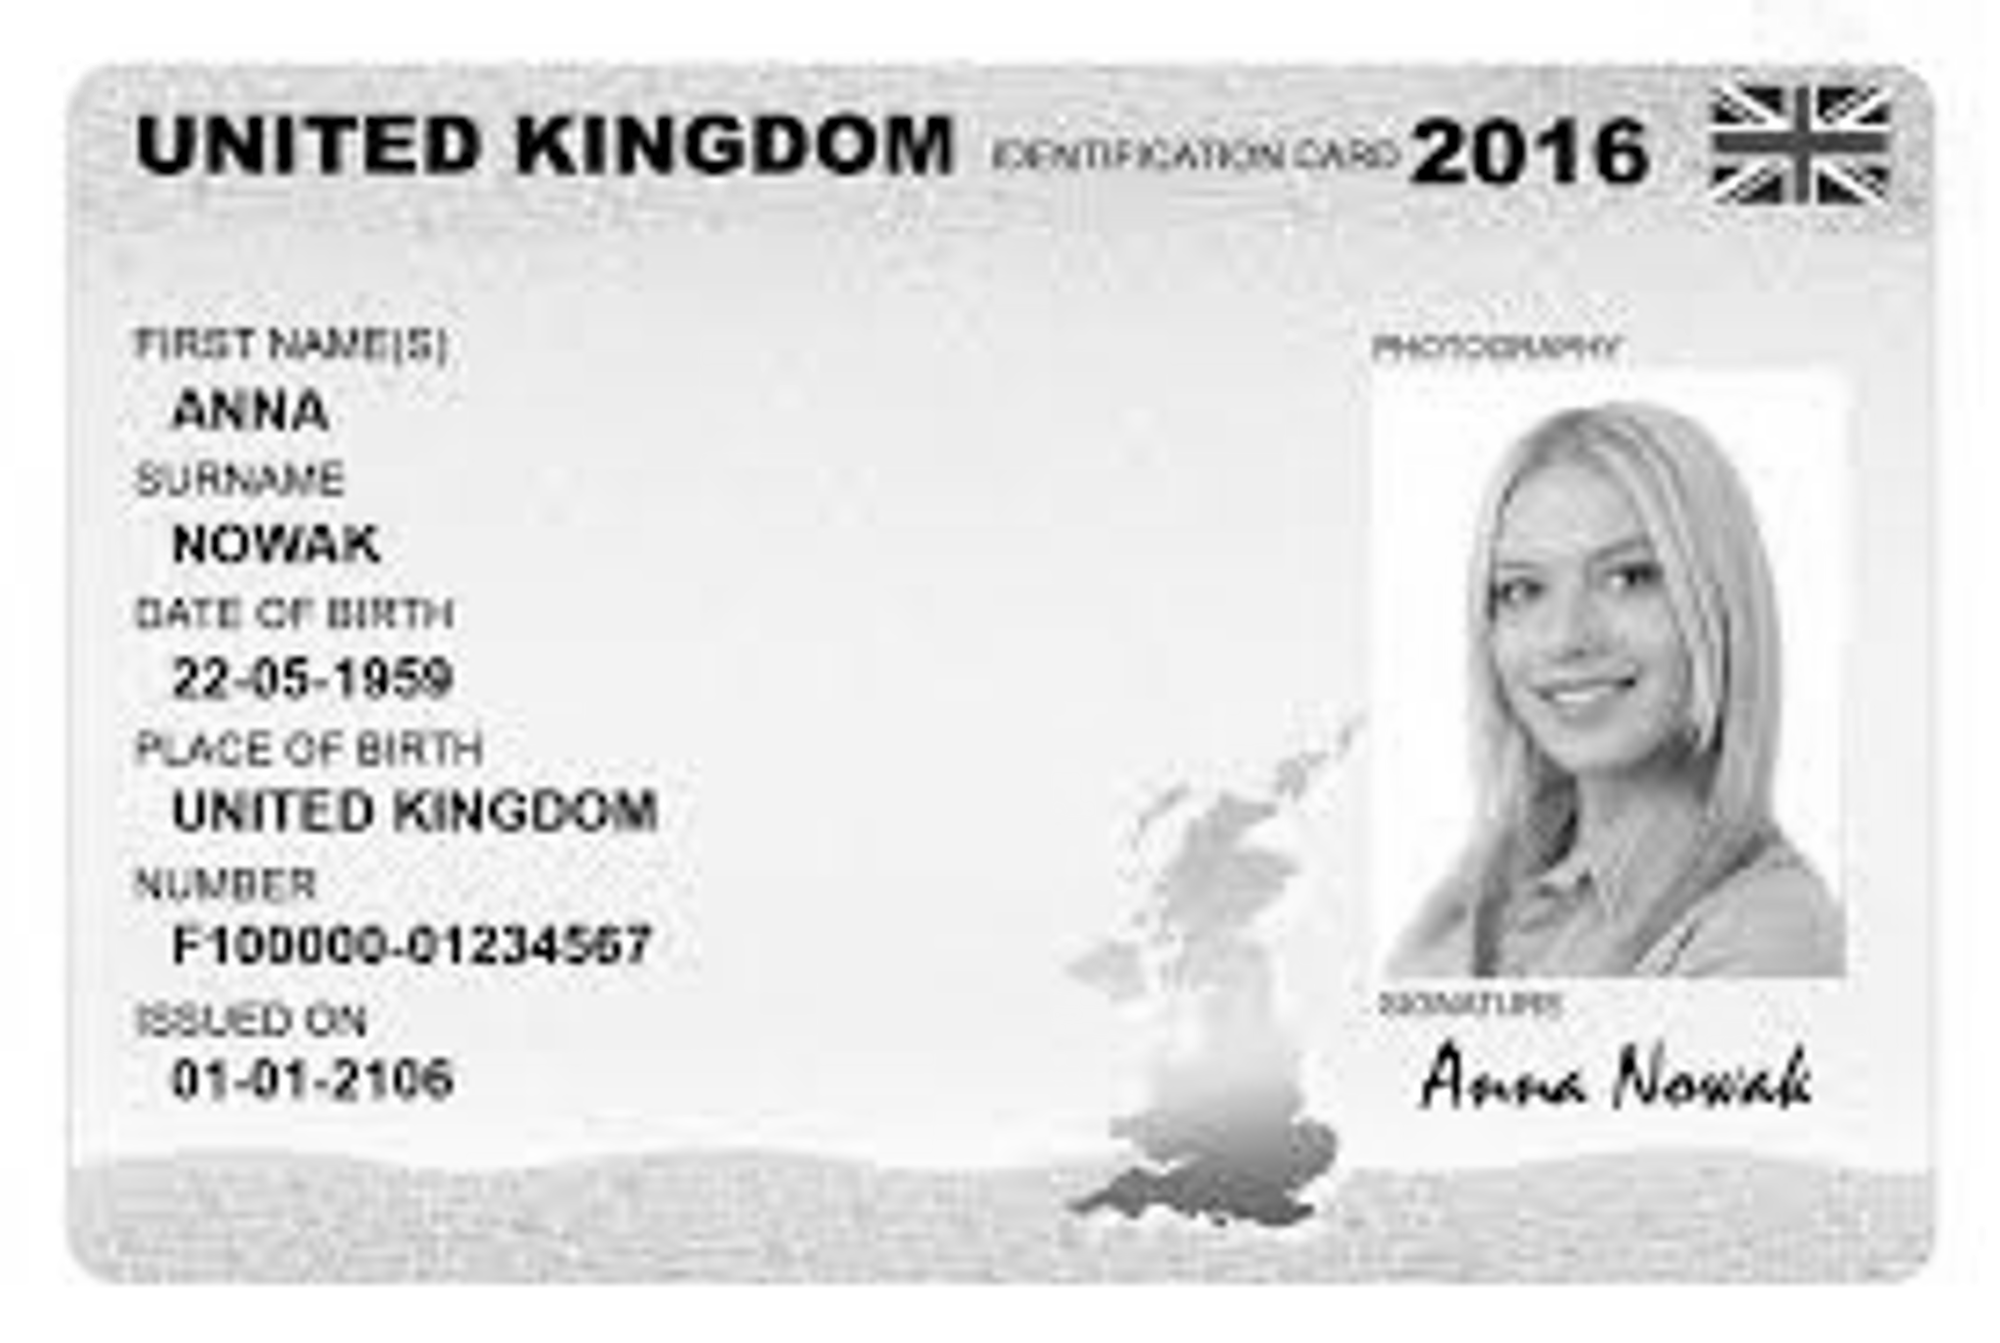 UNITED KINGDOM IDENTIFICATION CARD 2016
FIRST NAME(S)
ANNA
SURNAME
NOWAK
DATE OF BIRTH
22-05-1959
PLACE OF BIRTH
UNITED KINGDOM
NUMBER
F100000-01234567
ISSUED ON
01-01-2106
PHOTOGRAPHY
SIGNATURE
Anna Nowak